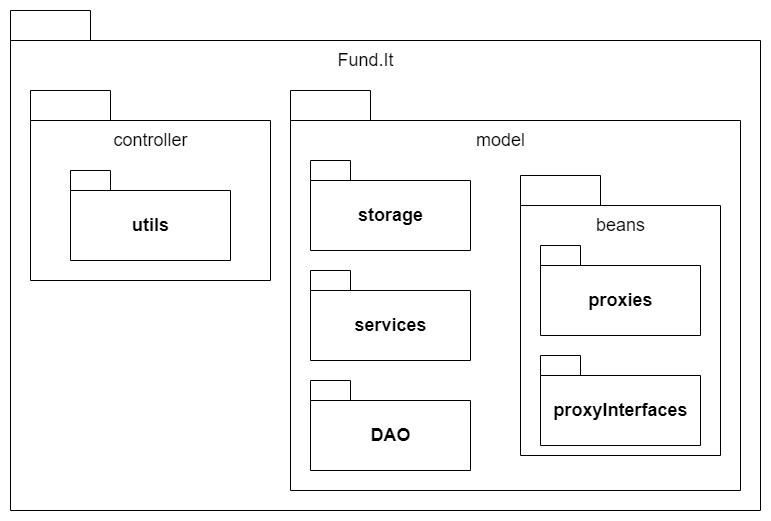 Fund.It
controller
utils
model
storage
services
DAO
beans
proxies
proxyInterfaces